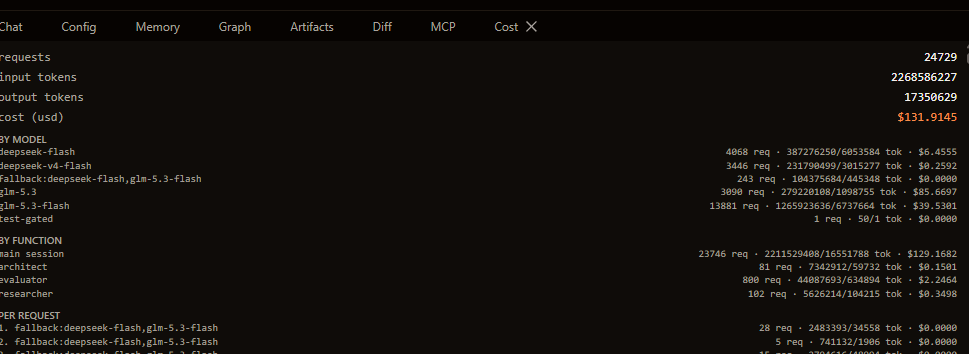 Chat Config Memory Graph Artifacts Diff MCP Cost ✕
requests 24729
input tokens 2268586227
output tokens 17350629
cost (usd) $131.9145
BY MODEL
deepseek-flash 4068 req · 387276250/6053584 tok · $6.4555
deepseek-v4-flash 3446 req · 231790499/3015277 tok · $0.2592
fallback:deepseek-flash,glm-5.3-flash 243 req · 104375684/445348 tok · $0.0000
glm-5.3 3090 req · 279220108/1098755 tok · $85.6697
glm-5.3-flash 13881 req · 1265923636/6737664 tok · $39.5301
test-gated 1 req · 50/1 tok · $0.0000
BY FUNCTION
main session 23746 req · 2211529408/16551788 tok · $129.1682
architect 81 req · 7342912/59732 tok · $0.1501
evaluator 800 req · 44087693/634894 tok · $2.2464
researcher 102 req · 5626214/104215 tok · $0.3498
PER REQUEST
1. fallback:deepseek-flash,glm-5.3-flash 28 req · 2483393/34558 tok · $0.0000
2. fallback:deepseek-flash,glm-5.3-flash 5 req · 741132/1906 tok · $0.0000